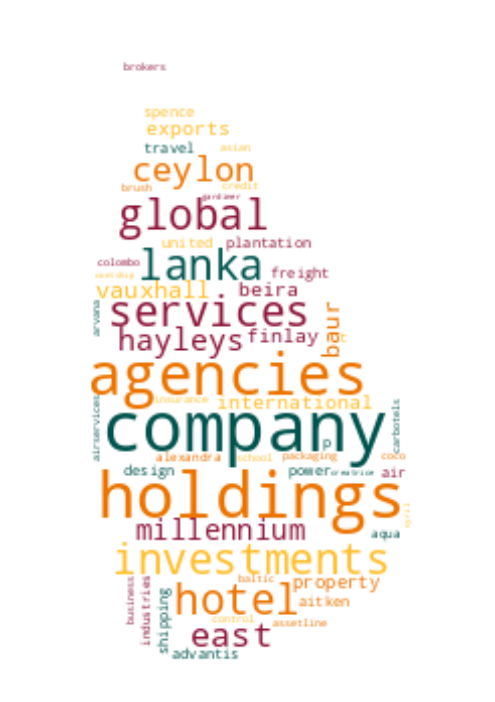 brokers
spence
exports
travel asian
ceylon
brush credit
gardiner
global
united plantation
colombo lanka freight
vauxhall beira
arvana services baur
hayleys finlay
agencies
insurance international
airservices company carbotels
p
alexandra school packaging coco
design power creatrice air
holdings april
millennium aqua
investments
baltic property
business industries shipping hotel aitken
control assetline
east
advantis